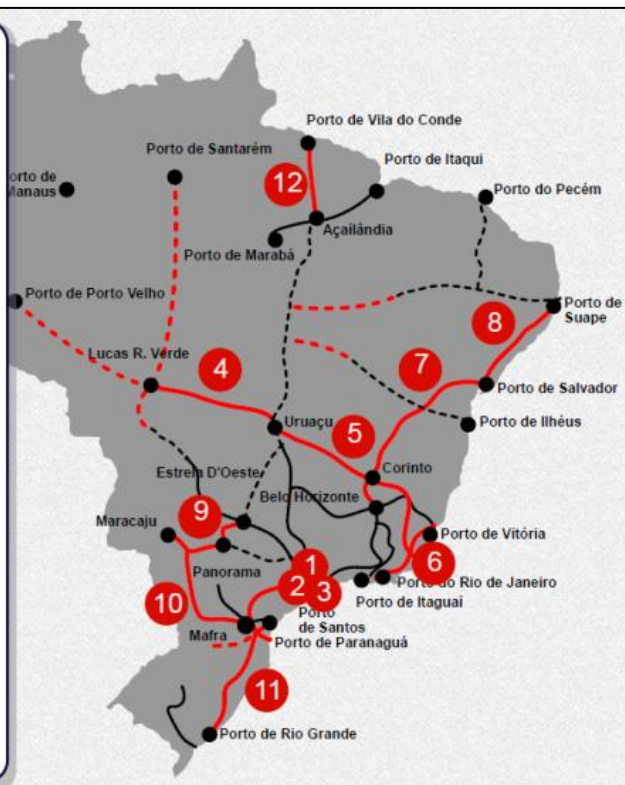 Porto de Vila do Conde
Porto de Santarém
Porto de Itaqui
orto de
Manaus
12
Porto do Pecém
Açailândia
Porto de Marabá
Porto de Porto Velho
Porto de
Suape
8
Lucas R. Verde
4
7
Porto de Salvador
Uruaçu
5
Porto de Ilhéus
Corinto
Estrela D'Oeste
Belo Horizonte
9
Maracaju
Porto de Vitória
Panorama
1
6
2
3
Porto do Rio de Janeiro
10
Porto de Itaguaí
Porto
de Santos
Mafra
Porto de Paranaguá
11
Porto de Rio Grande